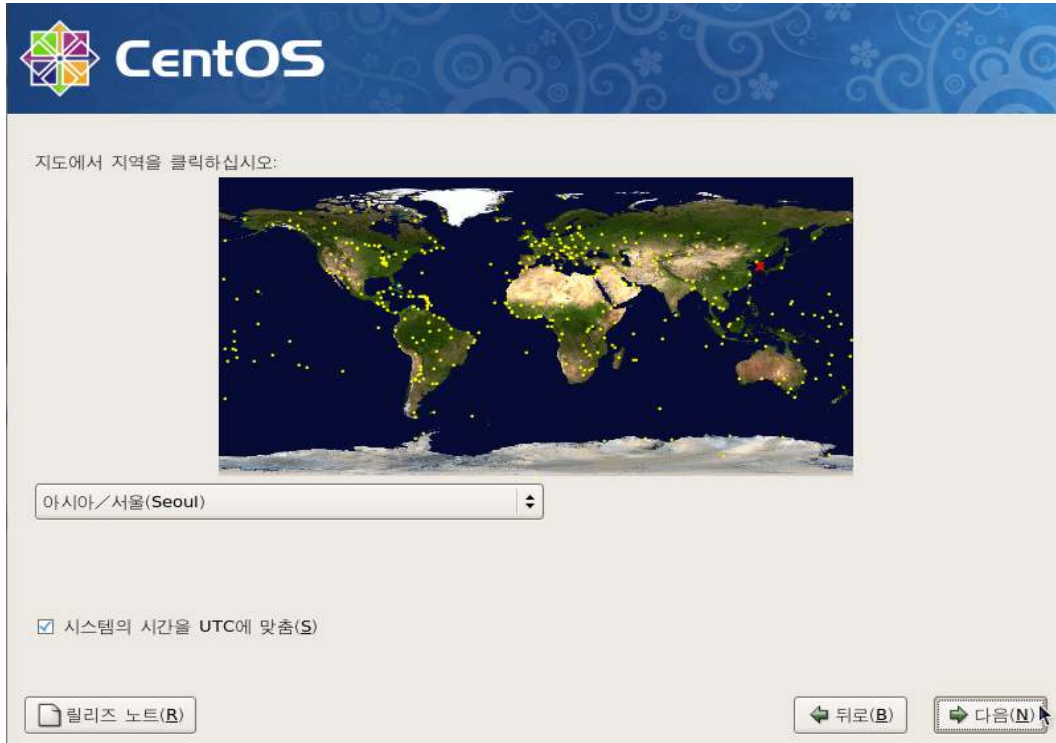 CentOS
지도에서 지역을 클릭하십시오:
아시아/서울(Seoul)
시스템의 시간을 UTC에 맞춤(S)
릴리즈 노트(R)
뒤로(B)
다음(N)